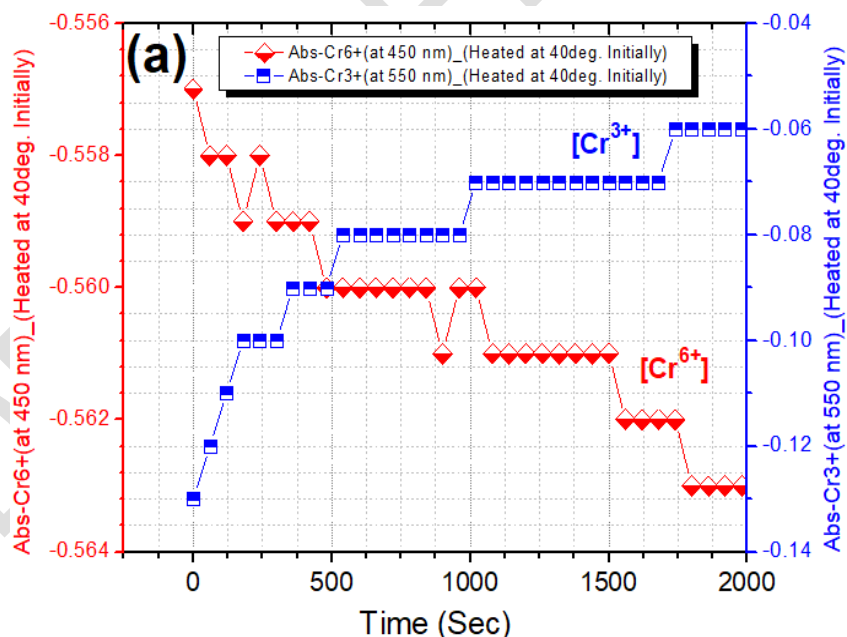 (a)
Abs-Cr6+(at 450 nm)_(Heated at 40deg. Initially)
Abs-Cr3+(at 550 nm)_(Heated at 40deg. Initially)
[Cr3+]
[Cr6+]
Abs-Cr6+(at 450 nm)_(Heated at 40deg. Initially)
-0.556
-0.558
-0.560
-0.562
-0.564
Abs-Cr3+(at 550 nm)_(Heated at 40deg. Initially)
-0.04
-0.06
-0.08
-0.10
-0.12
-0.14
0 500 1000 1500 2000
Time (Sec)